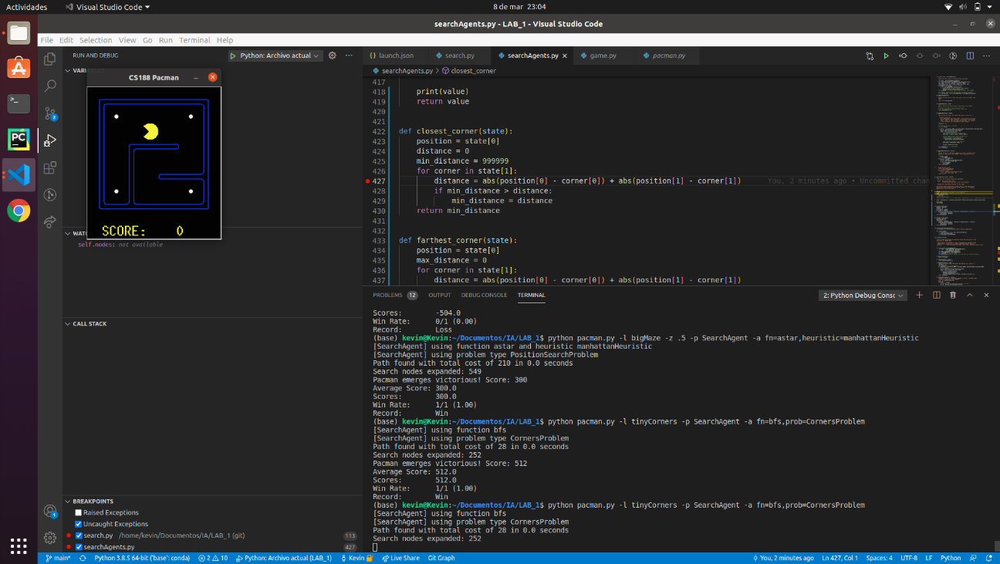 Actividades
Visual Studio Code
8 de mar 23:04
searchAgents.py - LAB_1 - Visual Studio Code
File Edit Selection View Go Run Terminal Help
RUN AND DEBUG
Python: Archivo actual
launch.json
search.py
searchAgents.py
game.py
pacman.py
searchAgents.py > closest_corner
CS188 Pacman
SCORE: 0
self.nodes: not available
CALL STACK
BREAKPOINTS
Raised Exceptions
Uncaught Exceptions
search.py /home/kevin/Documentos/IA/LAB_1 (git) 113
searchAgents.py 427
417
418 print(value)
419 return value
420
421
422 def closest_corner(state):
423 position = state[0]
424 distance = 0
425 min_distance = 999999
426 for corner in state[1]:
427 distance = abs(position[0] - corner[0]) + abs(position[1] - corner[1]) You, 2 minutes ago • Uncommitted chan
428 if min_distance > distance:
429 min_distance = distance
430 return min_distance
431
432
433 def farthest_corner(state):
434 position = state[0]
435 max_distance = 0
436 for corner in state[1]:
437 distance = abs(position[0] - corner[0]) + abs(position[1] - corner[1])
PROBLEMS 12 OUTPUT DEBUG CONSOLE TERMINAL
2: Python Debug Consc
Scores: -504.0
Win Rate: 0/1 (0.00)
Record: Loss
(base) kevin@Kevin:~/Documentos/IA/LAB_1$ python pacman.py -l bigMaze -z .5 -p SearchAgent -a fn=astar,heuristic=manhattanHeuristic
[SearchAgent] using function astar and heuristic manhattanHeuristic
[SearchAgent] using problem type PositionSearchProblem
Path found with total cost of 210 in 0.0 seconds
Search nodes expanded: 549
Pacman emerges victorious! Score: 300
Average Score: 300.0
Scores: 300.0
Win Rate: 1/1 (1.00)
Record: Win
(base) kevin@Kevin:~/Documentos/IA/LAB_1$ python pacman.py -l tinyCorners -p SearchAgent -a fn=bfs,prob=CornersProblem
[SearchAgent] using function bfs
[SearchAgent] using problem type CornersProblem
Path found with total cost of 28 in 0.0 seconds
Search nodes expanded: 252
Pacman emerges victorious! Score: 512
Average Score: 512.0
Scores: 512.0
Win Rate: 1/1 (1.00)
Record: Win
(base) kevin@Kevin:~/Documentos/IA/LAB_1$ python pacman.py -l tinyCorners -p SearchAgent -a fn=bfs,prob=CornersProblem
[SearchAgent] using function bfs
[SearchAgent] using problem type CornersProblem
Path found with total cost of 28 in 0.0 seconds
Search nodes expanded: 252
main* Python 3.8.5 64-bit ('base': conda) 2 10 Python: Archivo actual (LAB_1) Kevin Live Share Git Graph You, 2 minutes ago Ln 427, Col 1 Spaces: 4 UTF-8 LF Python